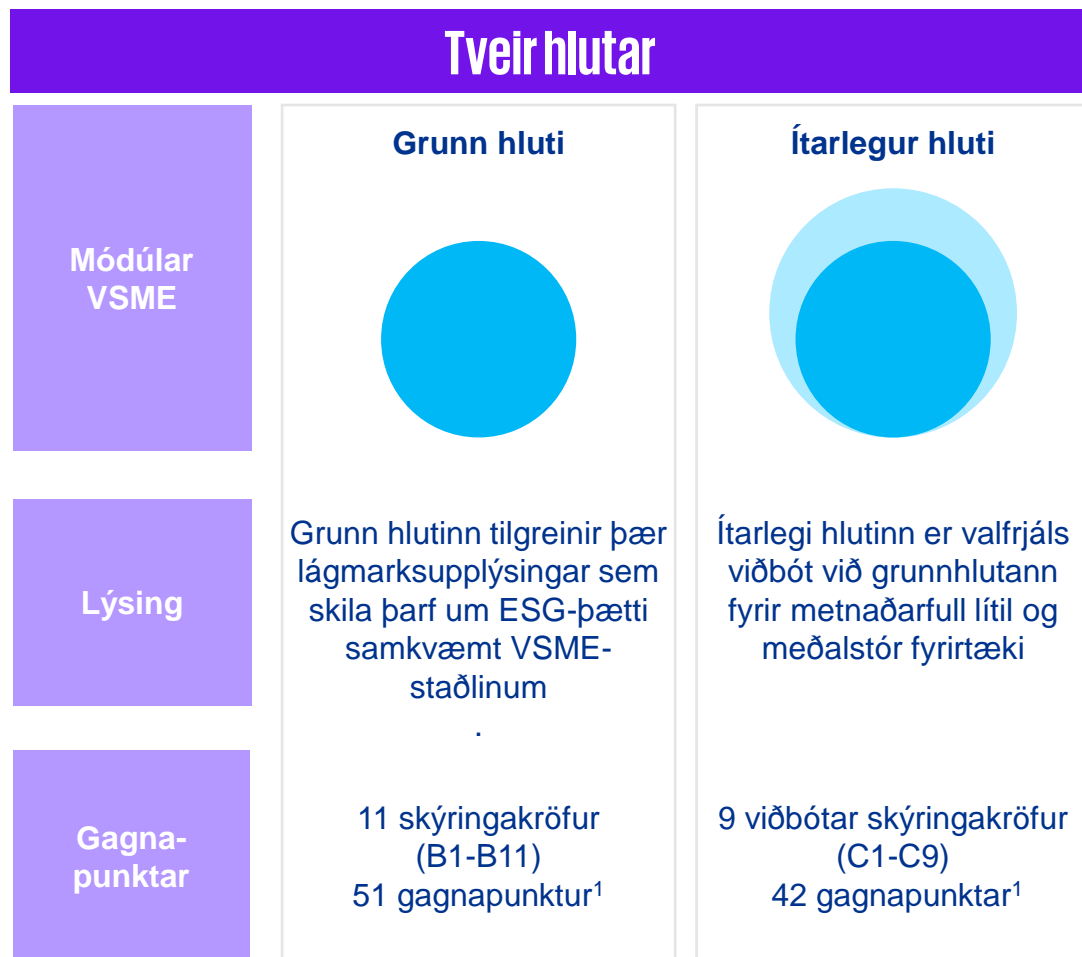 Tveir hlutar
Módúlar
VSME
Grunn hluti
Ítarlegur hluti
Lýsing
Grunn hlutinn tilgreinir þær
lágmarksupplýsingar sem
skila þarf um ESG-þætti
samkvæmt VSME-
staðlinum
.
Ítarlegi hlutinn er valfrjáls
viðbót við grunnhlutann
fyrir metnaðarfull lítil og
meðalstór fyrirtæki
Gagna-
punktar
11 skýringakröfur
(B1-B11)
51 gagnapunktur¹
9 viðbótar skýringakröfur
(C1-C9)
42 gagnapunktar¹